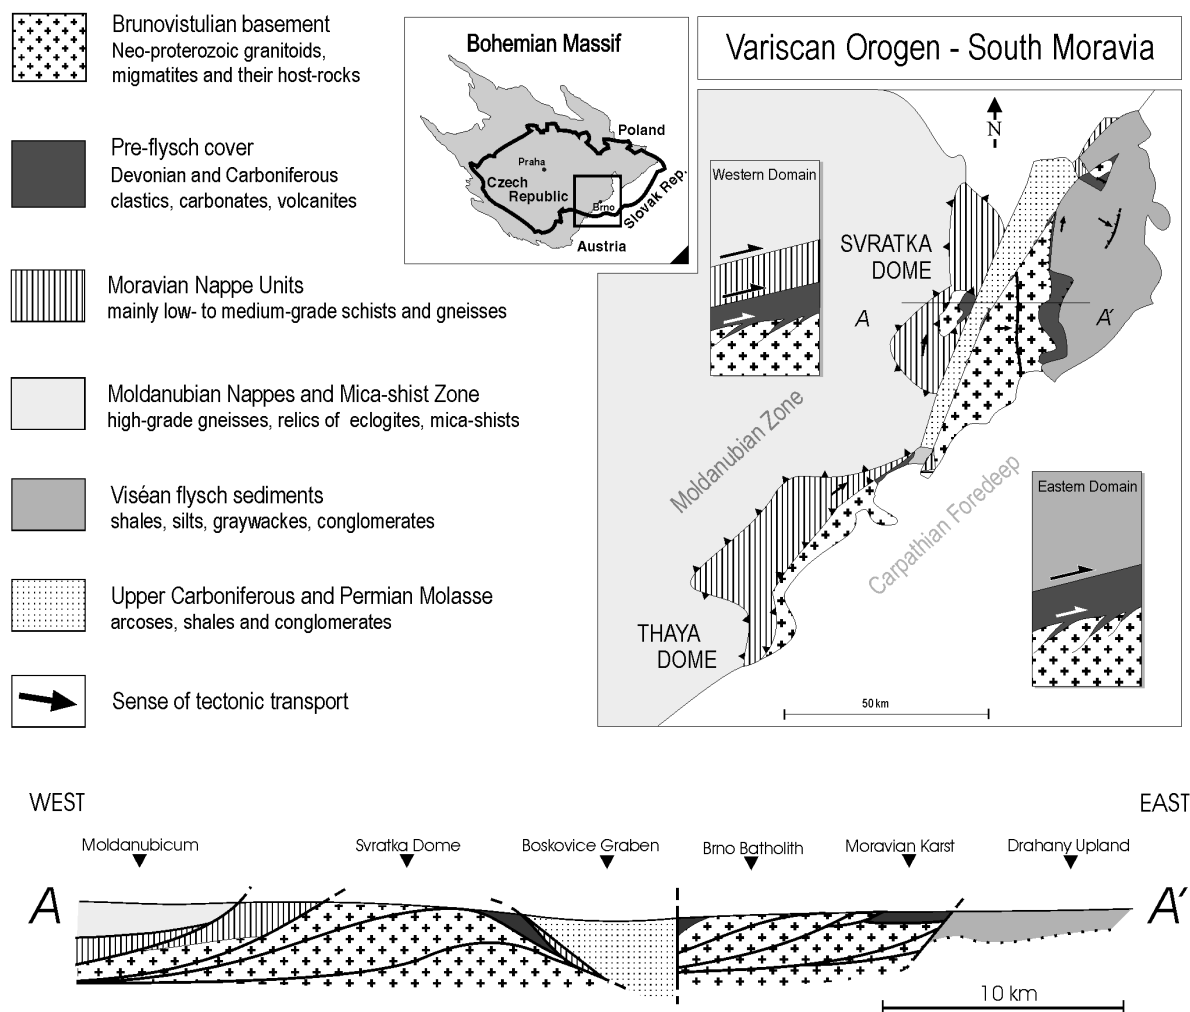 Brunovistulian basement
Neo-proterozoic granitoids,
migmatites and their host-rocks
Pre-flysch cover
Devonian and Carboniferous
clastics, carbonates, volcanites
Moravian Nappe Units
mainly low- to medium-grade schists and gneisses
Moldanubian Nappes and Mica-shist Zone
high-grade gneisses, relics of eclogites, mica-shists
Viséan flysch sediments
shales, silts, graywackes, conglomerates
Upper Carboniferous and Permian Molasse
arcoses, shales and conglomerates
Sense of tectonic transport
Bohemian Massif
Poland
Praha
Czech
Republic
Brno
Slovak Rep.
Austria
Variscan Orogen - South Moravia
N
Western Domain
SVRATKA
DOME
A
A'
Moldanubian Zone
Carpathian Foredeep
Eastern Domain
THAYA
DOME
50 km
WEST
EAST
Moldanubicum
Svratka Dome
Boskovice Graben
Brno Batholith
Moravian Karst
Drahany Upland
A
A'
10 km